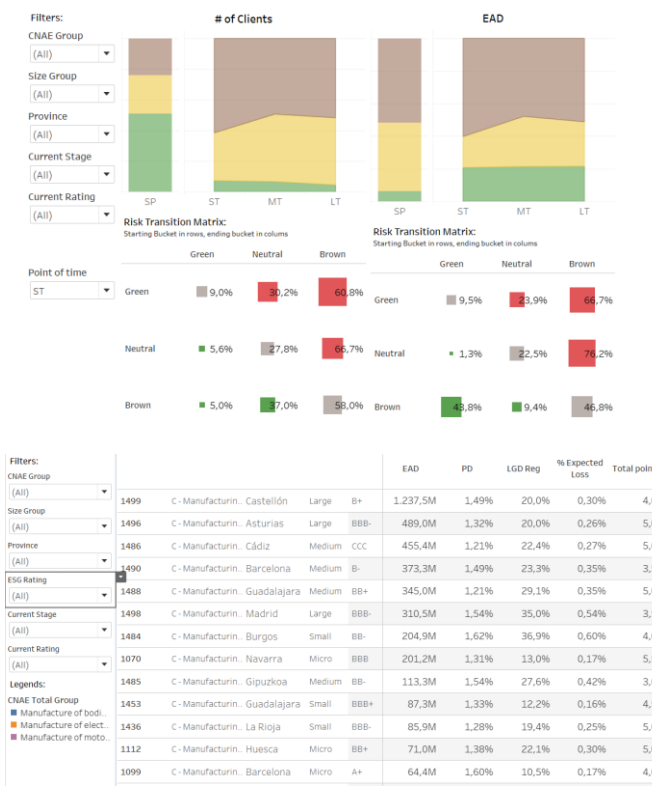 Filters:
# of Clients
EAD
CNAE Group
(All)
Size Group
(All)
Province
(All)
Current Stage
(All)
Current Rating
(All)
SP
ST
MT
LT
SP
ST
MT
LT
Point of time
ST
Risk Transition Matrix:
Starting Bucket in rows, ending bucket in colums
Green Neutral Brown
Green 9,0% 30,2% 60,8%
Neutral 5,6% 27,8% 66,7%
Brown 5,0% 37,0% 58,0%
Risk Transition Matrix:
Starting Bucket in rows, ending bucket in colums
Green Neutral Brown
Green 9,5% 23,9% 66,7%
Neutral 1,3% 22,5% 76,2%
Brown 43,8% 9,4% 46,8%
Filters:
CNAE Group
(All)
Size Group
(All)
Province
(All)
ESG Rating
(All)
Current Stage
(All)
Current Rating
(All)
Legends:
CNAE Total Group
Manufacture of bodi..
Manufacture of elect..
Manufacture of moto..
EAD PD LGD Reg % Expected Loss Total poin
1499 C - Manufacturin.. Castellón Large B+ 1.237,5M 1,49% 20,0% 0,30% 4,
1496 C - Manufacturin.. Asturias Large BBB- 489,0M 1,32% 20,0% 0,26% 5,
1486 C - Manufacturin.. Cádiz Medium CCC 455,4M 1,21% 22,4% 0,27% 5,
1490 C - Manufacturin.. Barcelona Medium B- 373,3M 1,49% 23,3% 0,35% 3,
1488 C - Manufacturin.. Guadalajara Medium BB+ 345,0M 1,21% 29,1% 0,35% 5,
1498 C - Manufacturin.. Madrid Large BBB- 310,5M 1,54% 35,0% 0,54% 3,
1484 C - Manufacturin.. Burgos Small BB- 204,9M 1,62% 36,9% 0,60% 4,
1070 C - Manufacturin.. Navarra Micro BBB 201,2M 1,31% 13,0% 0,17% 5,
1485 C - Manufacturin.. Gipuzkoa Medium BB- 113,3M 1,54% 27,6% 0,42% 3,
1453 C - Manufacturin.. Guadalajara Small BBB+ 87,3M 1,33% 12,2% 0,16% 4,
1436 C - Manufacturin.. La Rioja Small BBB- 85,9M 1,28% 19,4% 0,25% 5,
1112 C - Manufacturin.. Huesca Micro BB+ 71,0M 1,38% 22,1% 0,30% 5,
1099 C - Manufacturin.. Barcelona Micro A+ 64,4M 1,60% 10,5% 0,17% 4,